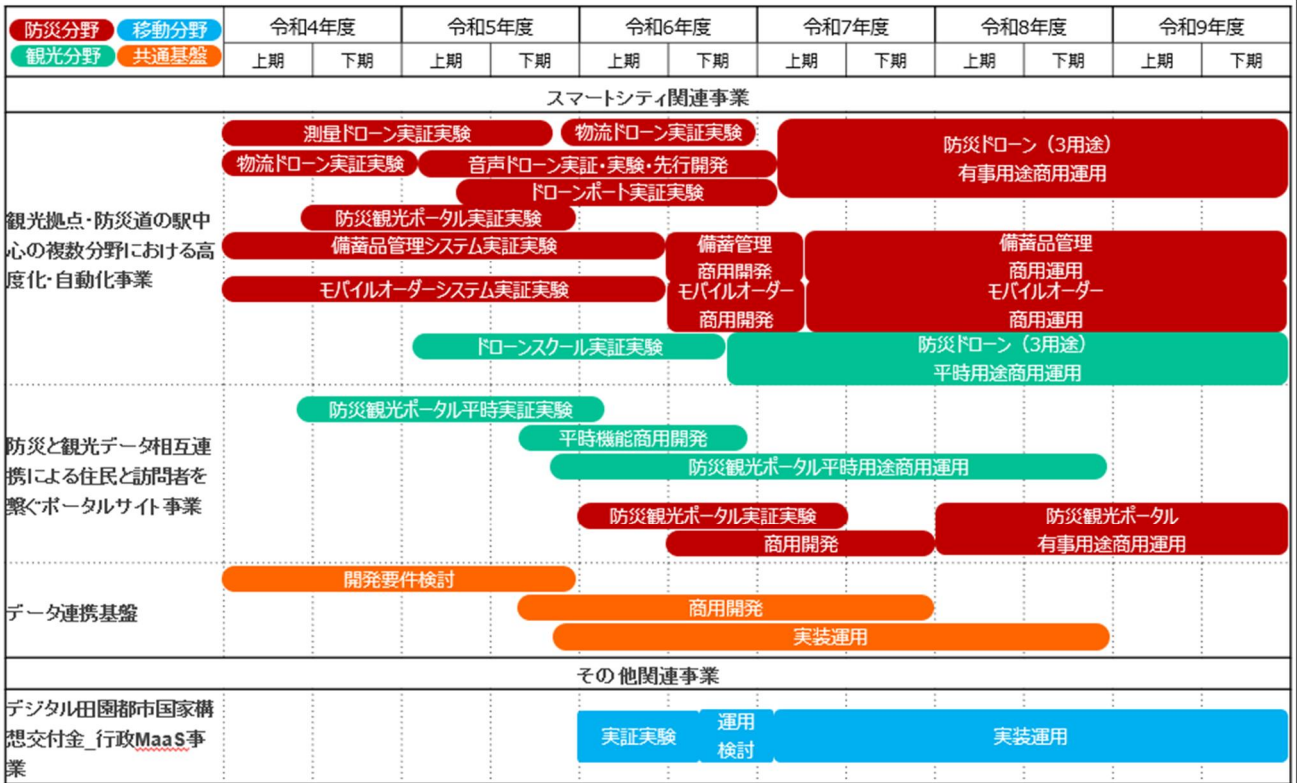 防災分野 移動分野
観光分野 共通基盤
令和4年度 令和5年度 令和6年度 令和7年度 令和8年度 令和9年度
上期 下期 上期 下期 上期 下期 上期 下期 上期 下期 上期 下期
スマートシティ関連事業
観光拠点・防災道の駅中
心の複数分野における高
度化・自動化事業
測量ドローン実証実験
物流ドローン実証実験
物流ドローン実証実験
音声ドローン実証・実験・先行開発
ドローンポート実証実験
防災ドローン（3用途）
有事用途商用運用
防災観光ポータル実証実験
備蓄品管理システム実証実験
備蓄管理
商用開発
備蓄品管理
商用運用
モバイルオーダーシステム実証実験
モバイルオーダー
商用開発
モバイルオーダー
商用運用
ドローンスクール実証実験
防災ドローン（3用途）
平時用途商用運用
防災と観光データ相互連
携による住民と訪問者を
繋ぐポータルサイト事業
防災観光ポータル平時実証実験
平時機能商用開発
防災観光ポータル平時用途商用運用
防災観光ポータル実証実験
商用開発
防災観光ポータル
有事用途商用運用
データ連携基盤
開発要件検討
商用開発
実装運用
その他関連事業
デジタル田園都市国家構
想交付金_行政MaaS事
業
実証実験
運用
検討
実装運用